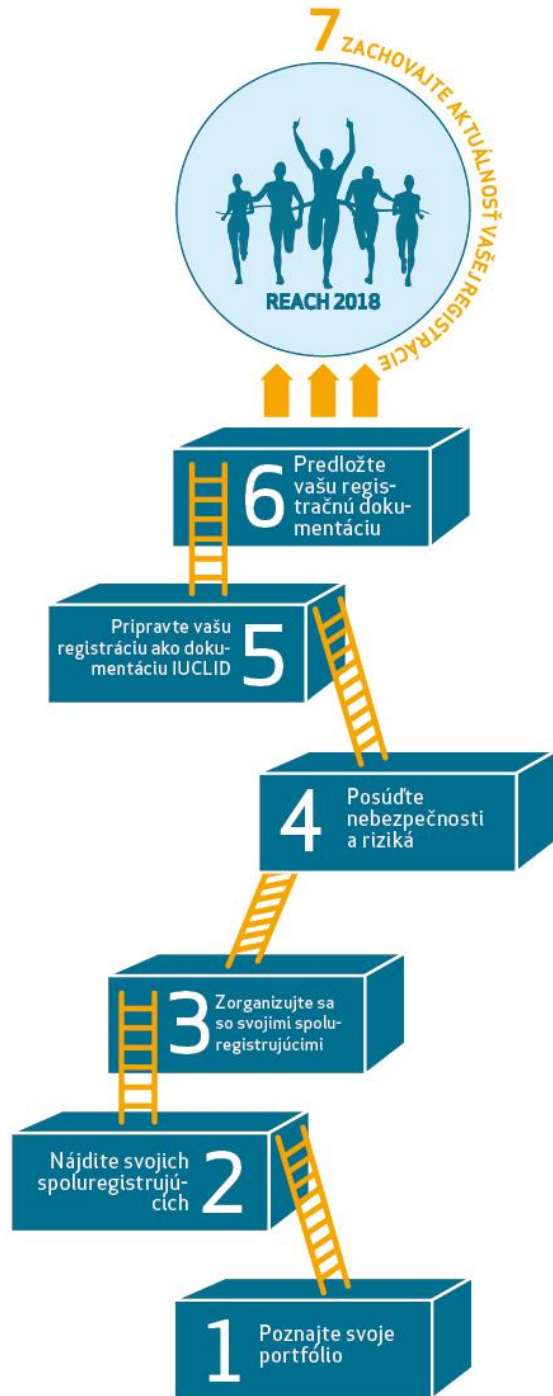 7 ZACHOVAJTE AKTUÁLNOSŤ VAŠEJ REGISTRÁCIE
REACH 2018
6
Predložte
vašu regis-
tračnú doku-
mentáciu
Pripravte vašu
registráciu ako doku-
mentáciu IUCLID
5
4
Posúďte
nebezpečnosti
a riziká
3
Zorganizujte sa
so svojimi spolu-
registrujúcimi
Nájdite svojich
spoluregistrujú-
cich
2
1
Poznajte svoje
portfólio